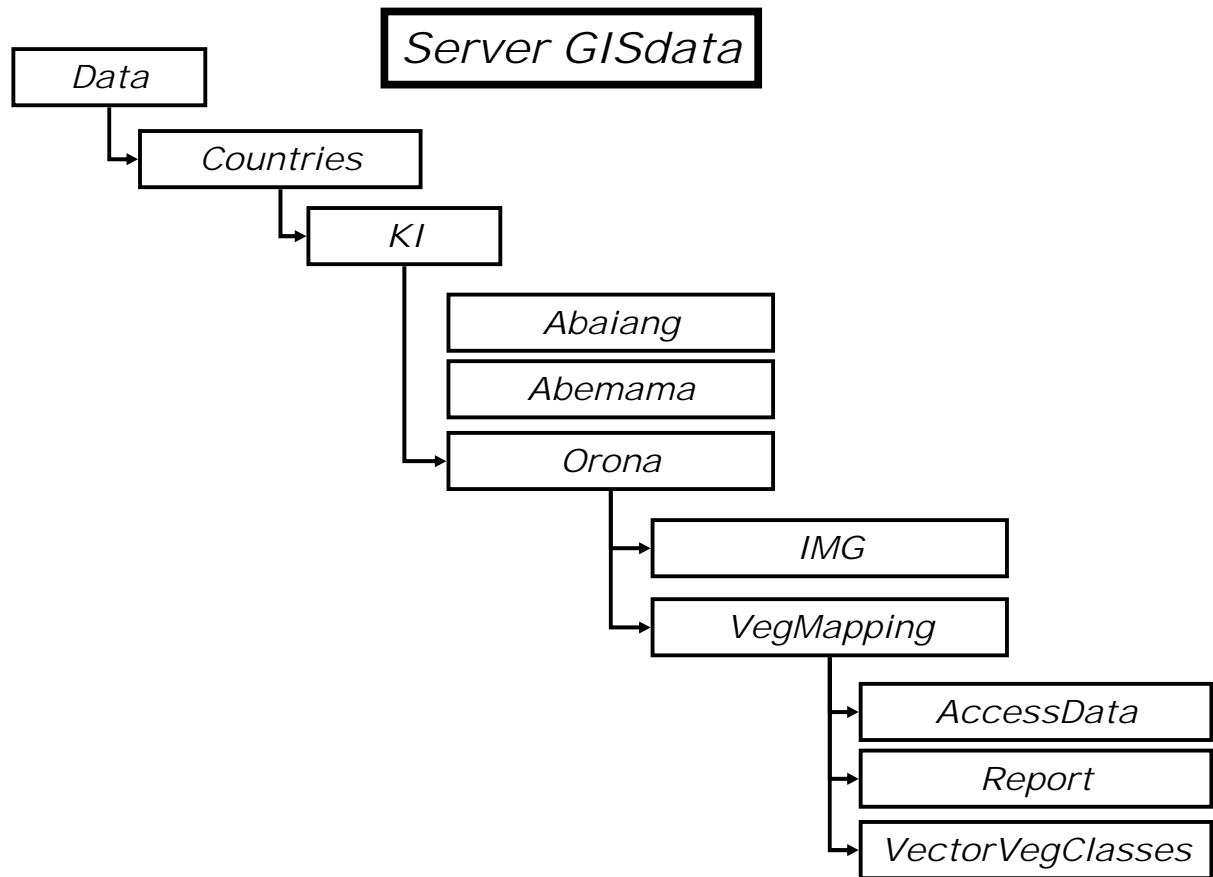 Server GISdata
Data
Countries
KI
Abaiang
Abemama
Orona
IMG
VegMapping
AccessData
Report
VectorVegClasses